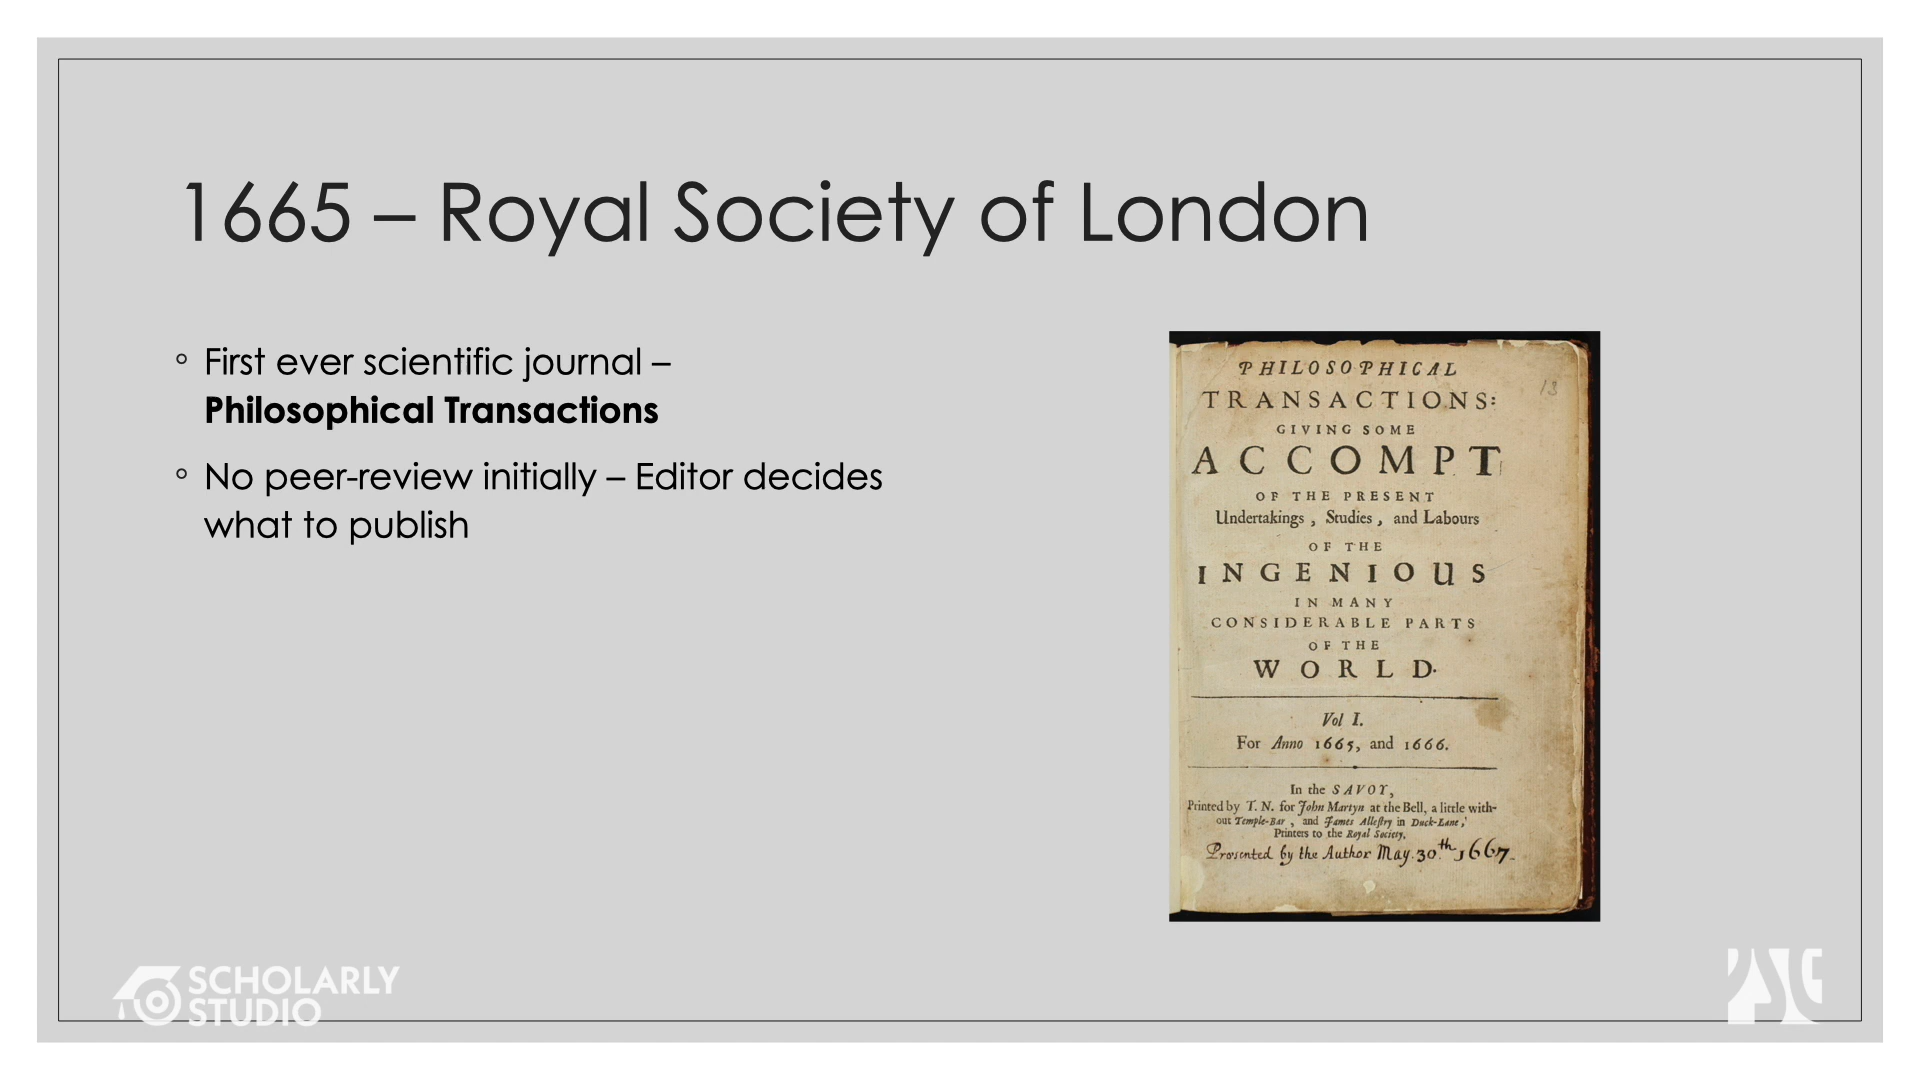 1665 – Royal Society of London
◦ First ever scientific journal –
Philosophical Transactions
◦ No peer-review initially – Editor decides
what to publish
PHILOSOPHICAL
TRANSACTIONS:
GIVING SOME
ACCOMPT
OF THE PRESENT
Undertakings, Studies, and Labours
OF THE
INGENIOUS
IN MANY
CONSIDERABLE PARTS
OF THE
WORLD.
Vol I.
For Anno 1665, and 1666.
In the SAVOY,
Printed by T. N. for John Martyn at the Bell, a little with-
out Temple-Bar, and James Allestry in Duck-Lane,
Printers to the Royal Society.
Presented by the Author May. 30th 1667.
13
SCHOLARLY
STUDIO